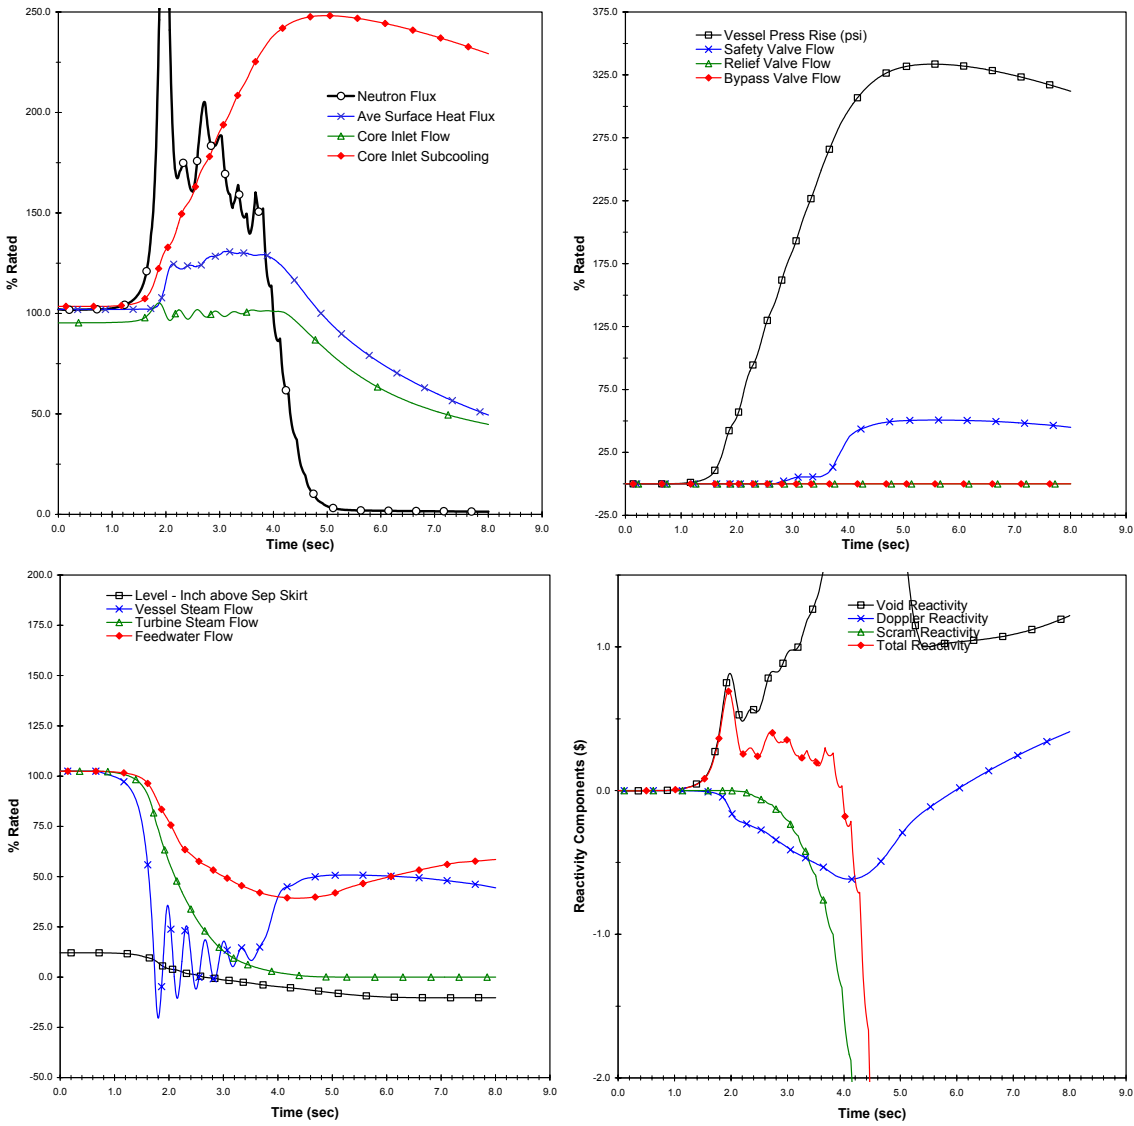 250.0
200.0
150.0
100.0
50.0
0.0
% Rated
Neutron Flux
Ave Surface Heat Flux
Core Inlet Flow
Core Inlet Subcooling
0.0 1.0 2.0 3.0 4.0 5.0 6.0 7.0 8.0 9.0
Time (sec)
375.0
325.0
275.0
225.0
175.0
125.0
75.0
25.0
-25.0
% Rated
Vessel Press Rise (psi)
Safety Valve Flow
Relief Valve Flow
Bypass Valve Flow
0.0 1.0 2.0 3.0 4.0 5.0 6.0 7.0 8.0 9.0
Time (sec)
200.0
175.0
150.0
125.0
100.0
75.0
50.0
25.0
0.0
-25.0
-50.0
% Rated
Level - Inch above Sep Skirt
Vessel Steam Flow
Turbine Steam Flow
Feedwater Flow
0.0 1.0 2.0 3.0 4.0 5.0 6.0 7.0 8.0 9.0
Time (sec)
1.0
0.0
-1.0
-2.0
Reactivity Components ($)
Void Reactivity
Doppler Reactivity
Scram Reactivity
Total Reactivity
0.0 1.0 2.0 3.0 4.0 5.0 6.0 7.0 8.0 9.0
Time (sec)